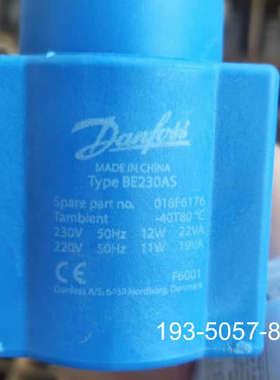 Danfoss
MADE IN CHINA
Type BE230AS
Spare part no. 018F6176
Tambient -40T80°C
230V 50Hz 12W 22VA
220V 50Hz 11W 19VA
CE F6001
Danfoss A/S, 6430 Nordborg, Denmark
193-5057-8